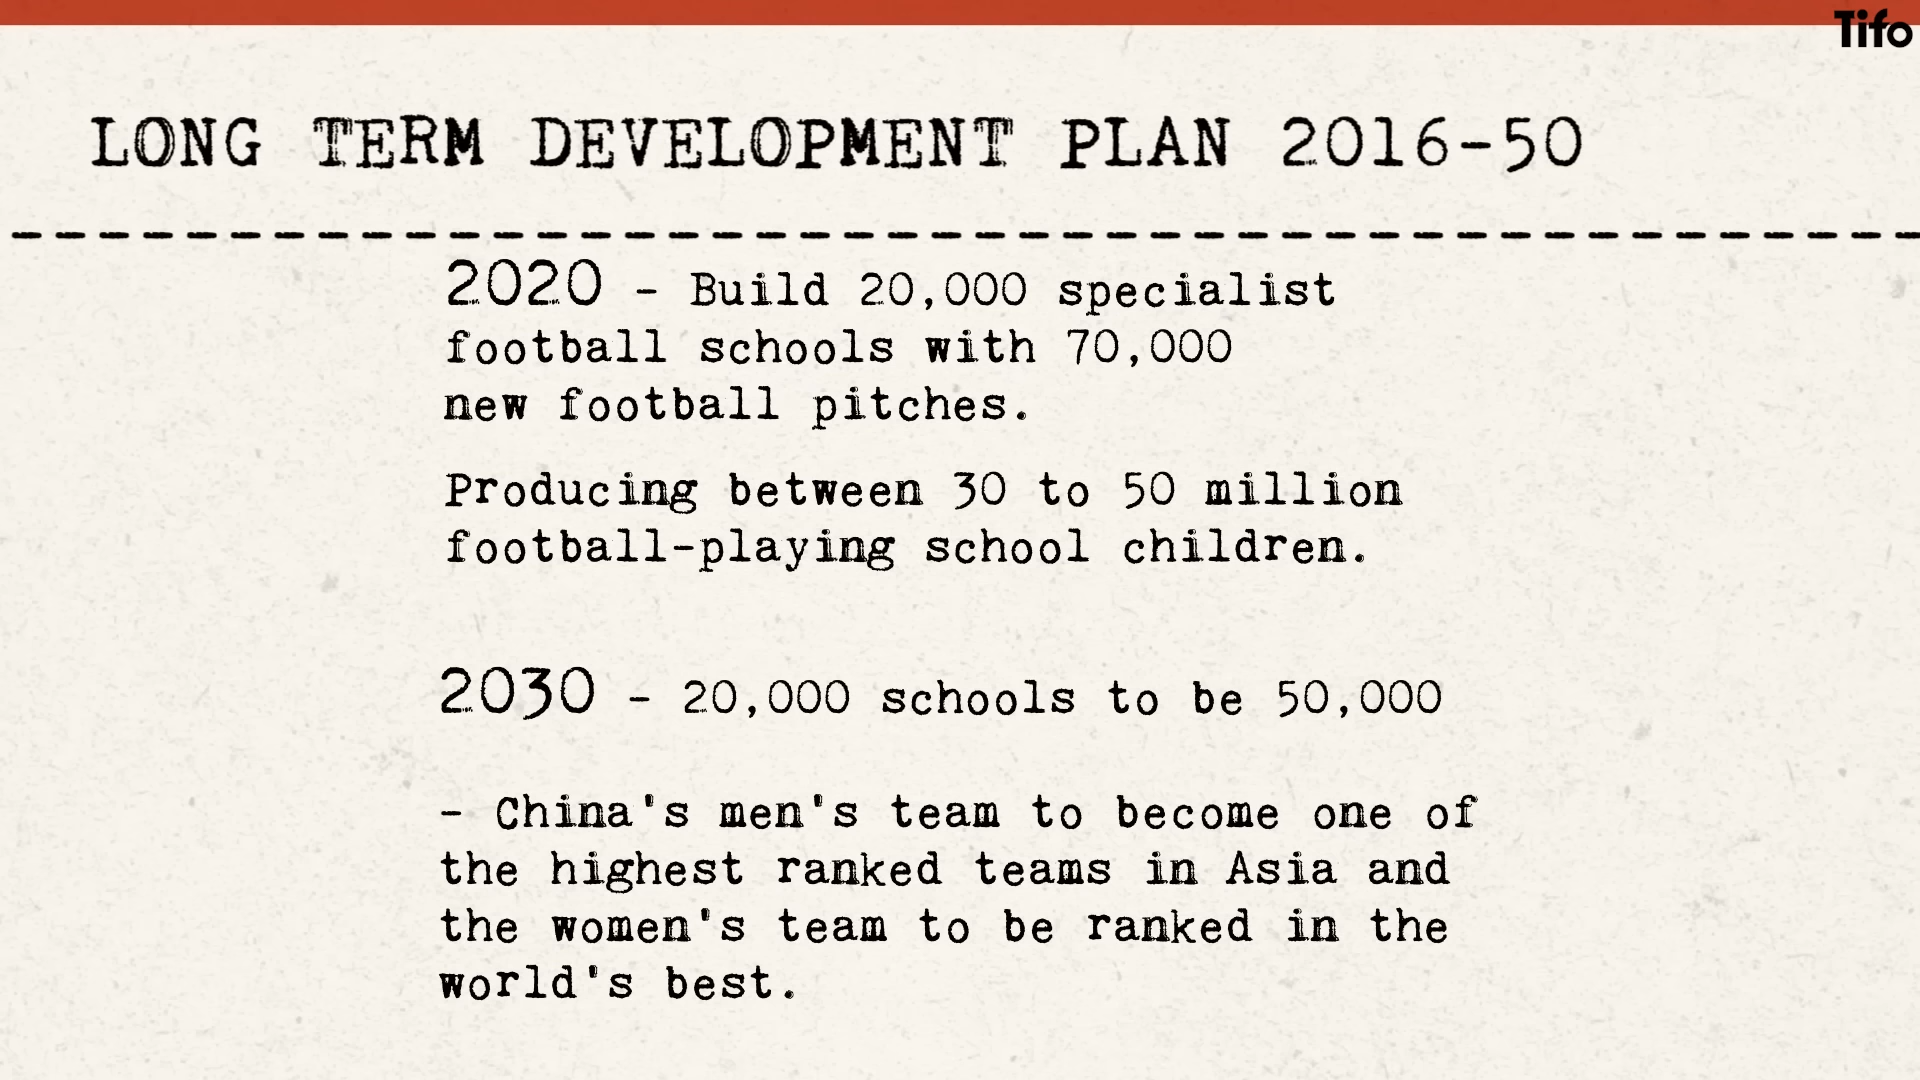 Tifo
LONG TERM DEVELOPMENT PLAN 2016-50
2020 - Build 20,000 specialist
football schools with 70,000
new football pitches.
Producing between 30 to 50 million
football-playing school children.
2030 - 20,000 schools to be 50,000
- China's men's team to become one of
the highest ranked teams in Asia and
the women's team to be ranked in the
world's best.